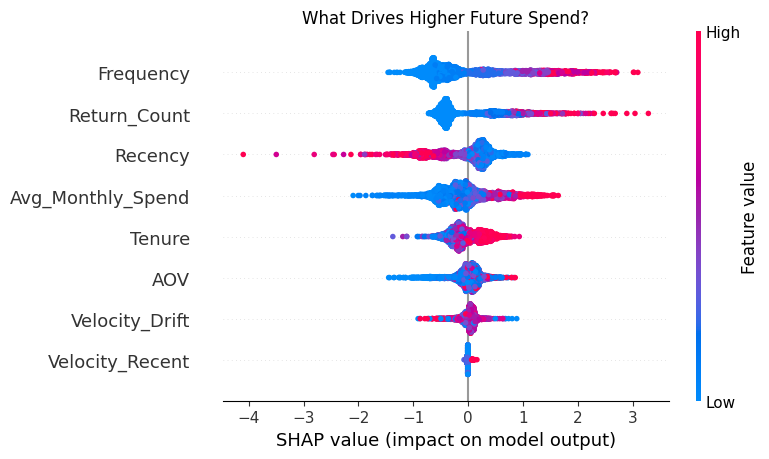 What Drives Higher Future Spend?
High
Frequency
Return_Count
Recency
Avg_Monthly_Spend
Tenure
AOV
Velocity_Drift
Velocity_Recent
Feature value
Low
−4 −3 −2 −1 0 1 2 3
SHAP value (impact on model output)